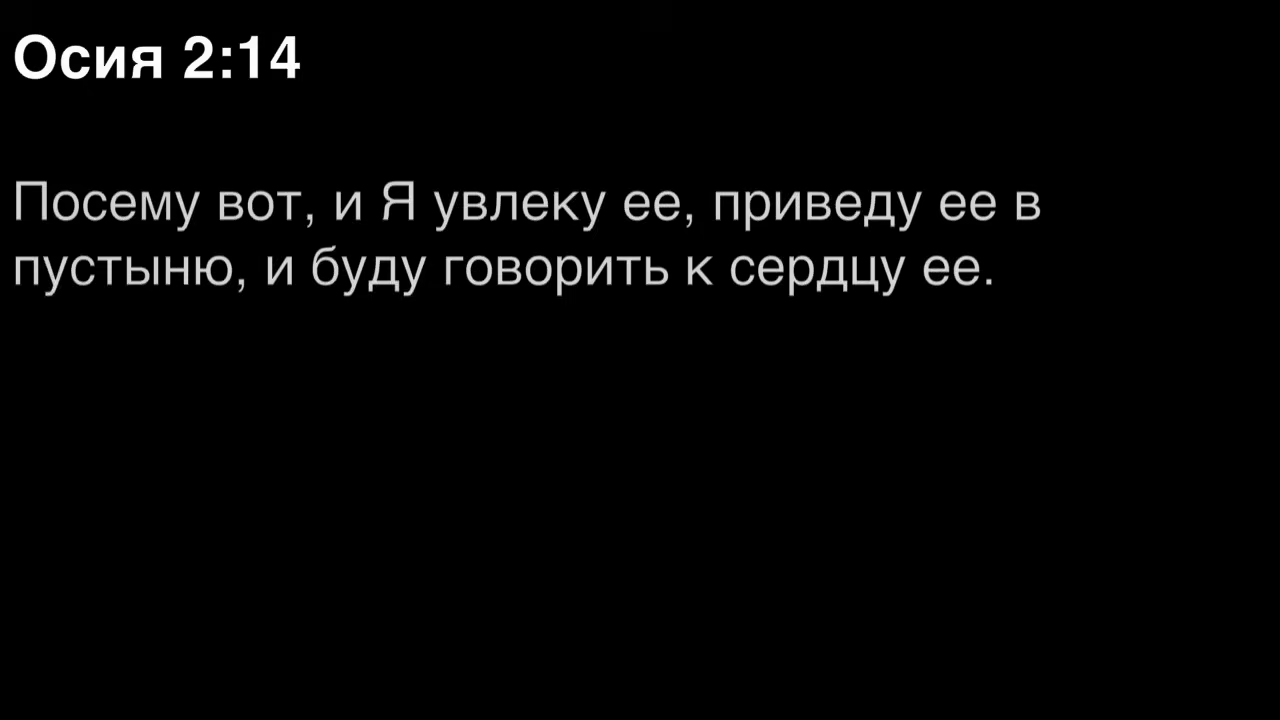 Осия 2:14
Посему вот, и Я увлеку ее, приведу ее в
пустыню, и буду говорить к сердцу ее.